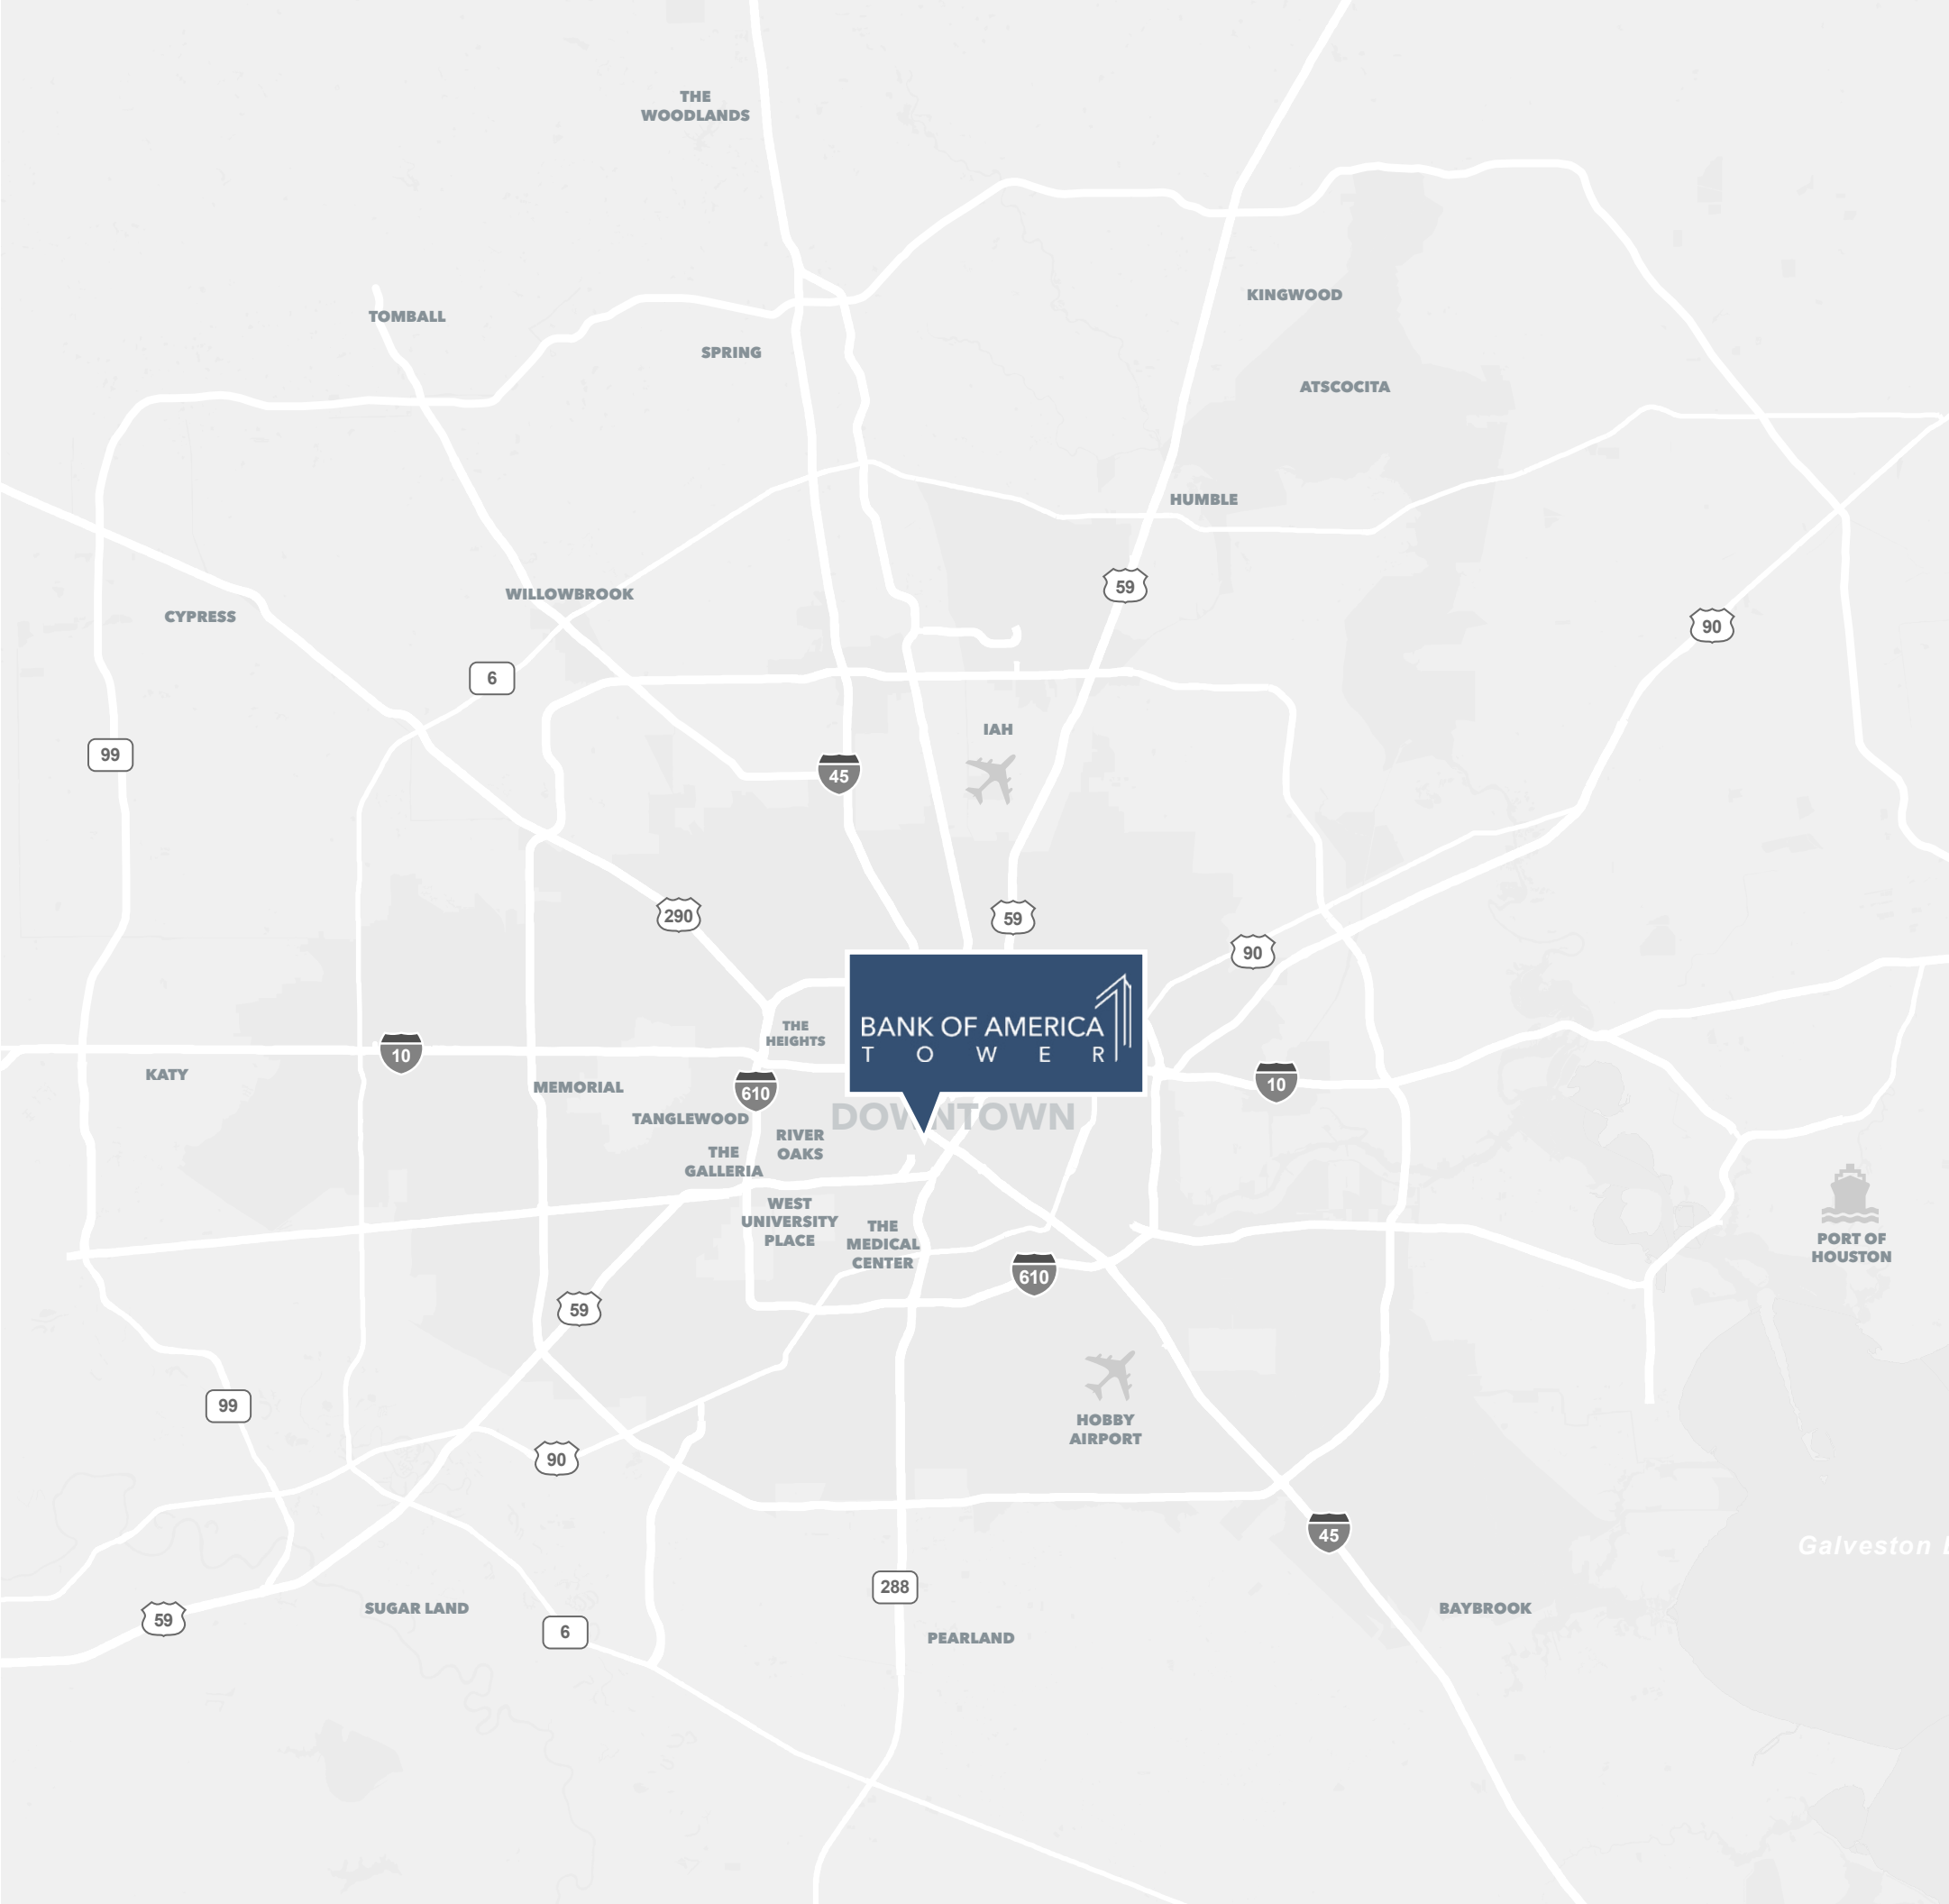 THE
WOODLANDS
KINGWOOD
TOMBALL
SPRING
ATSCOCITA
HUMBLE
59
WILLOWBROOK
CYPRESS
90
6
IAH
99
45
290
59
90
BANK OF AMERICA
TOWER
THE
HEIGHTS
10
KATY
MEMORIAL
610
10
TANGLEWOOD
DOWNTOWN
RIVER
OAKS
THE
GALLERIA
WEST
UNIVERSITY
PLACE
THE
MEDICAL
CENTER
PORT OF
HOUSTON
610
59
99
HOBBY
AIRPORT
90
45
Galveston
288
59
SUGAR LAND
6
BAYBROOK
PEARLAND